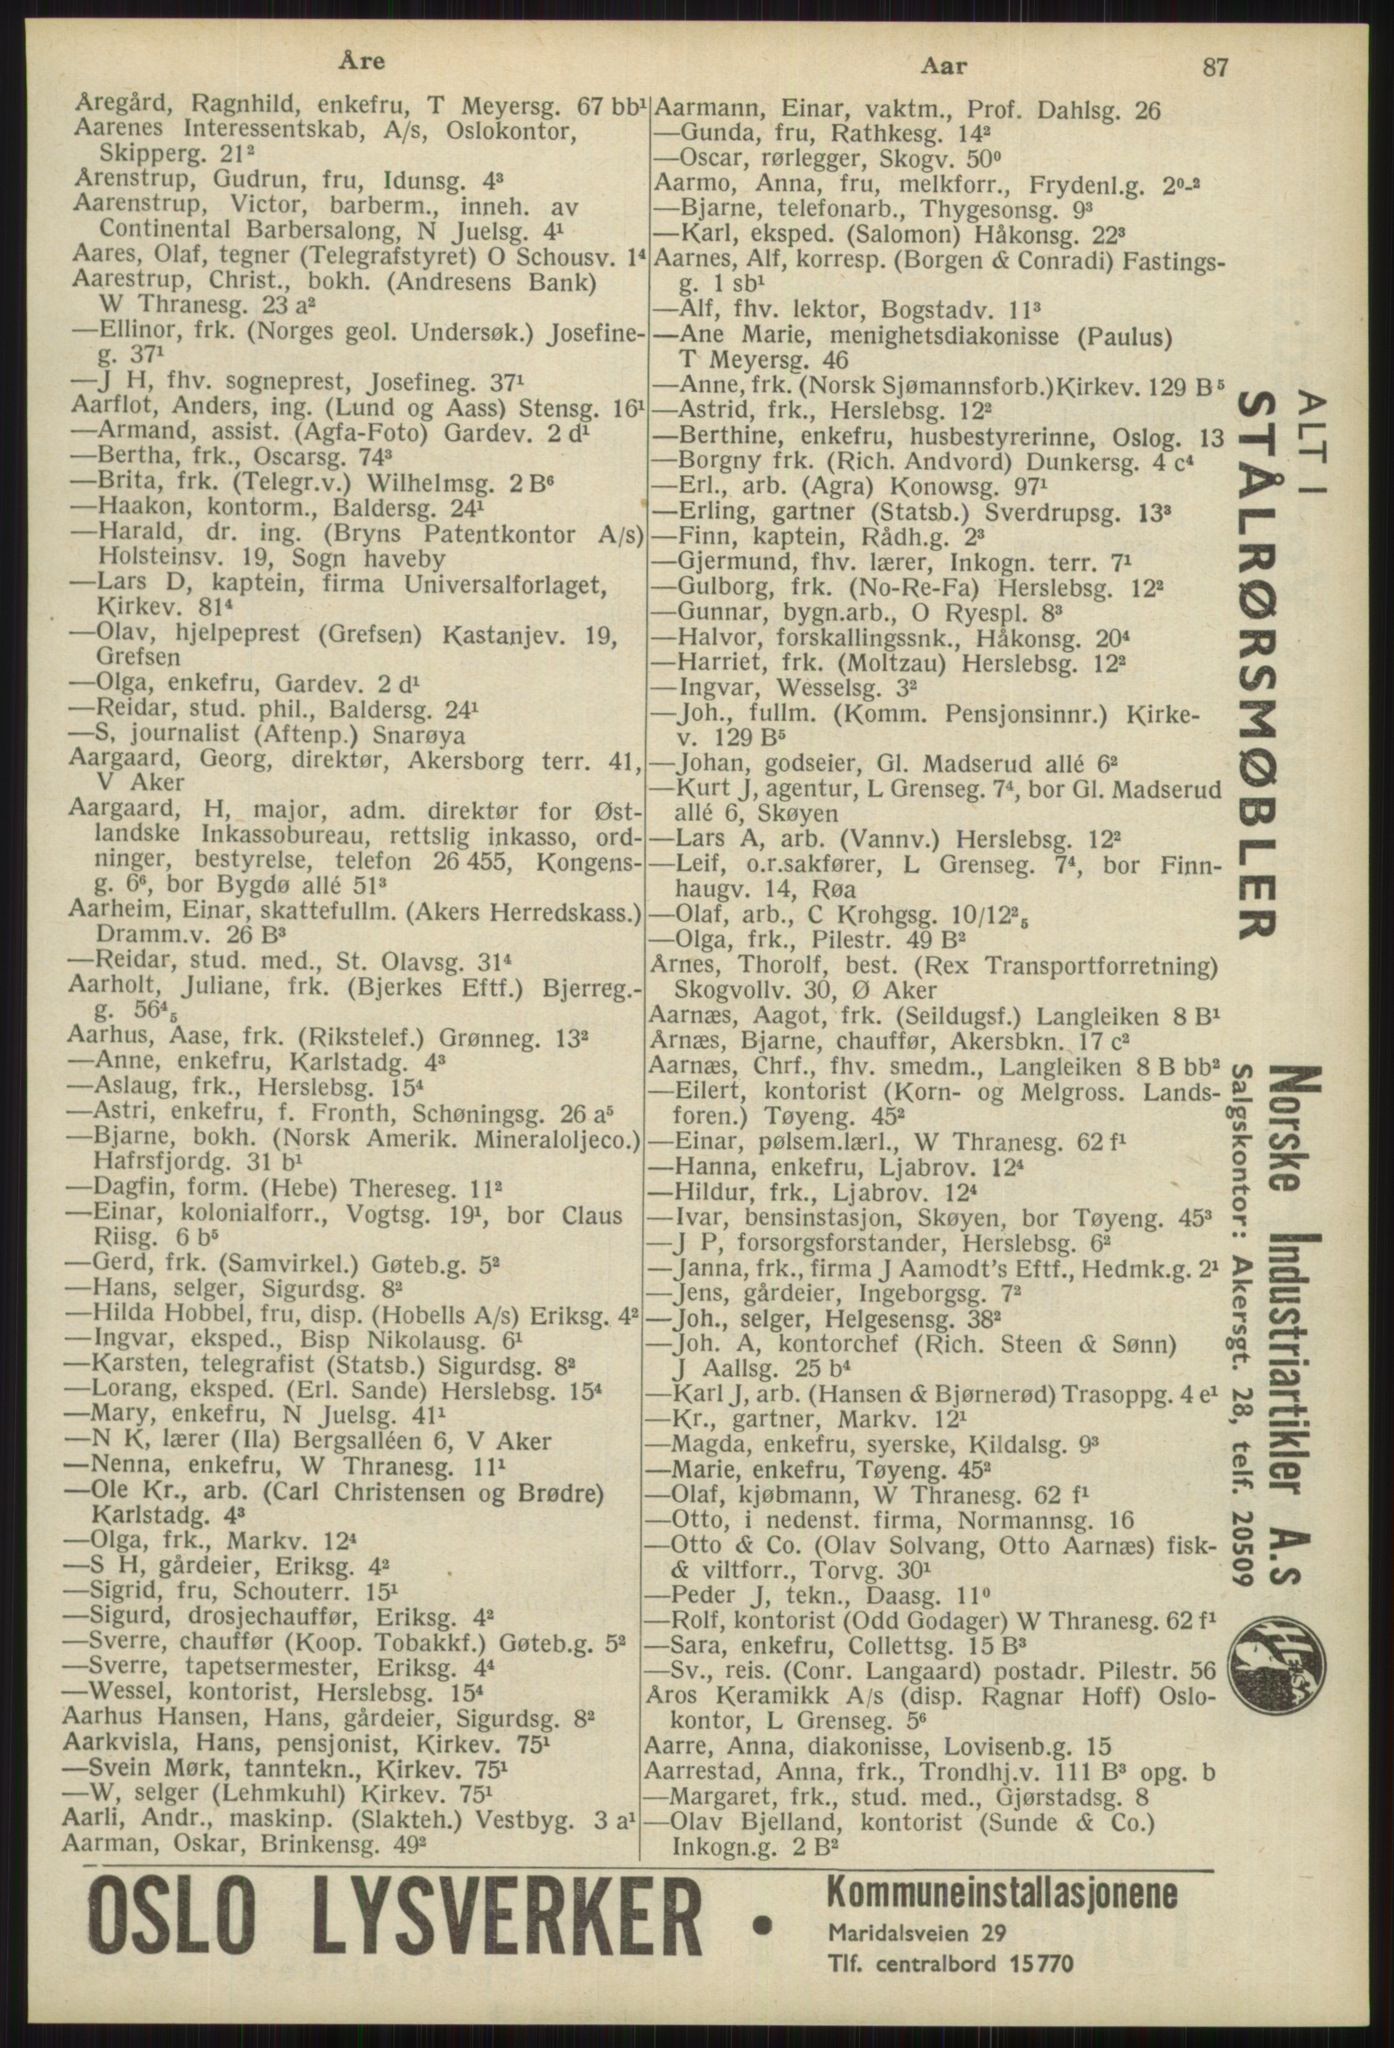 Åre
Aar
87
Åregård, Ragnhild, enkefru, T Meyersg. 67 bb¹
Aarenes Interessentskab, A/s, Oslokontor,
Skipperg. 21²
Årenstrup, Gudrun, fru, Idunsg. 4³
Aarenstrup, Victor, barberm., inneh. av
Continental Barbersalong, N Juelsg. 4¹
Aares, Olaf, tegner (Telegrafstyret) O Schousv. 1⁴
Aarestrup, Christ., bokh. (Andresens Bank)
W Thranesg. 23 a²
—Ellinor, frk. (Norges geol. Undersøk.) Josefine-
g. 37¹
—J H, fhv. sogneprest, Josefineg. 37¹
Aarflot, Anders, ing. (Lund og Aass) Stensg. 16¹
—Armand, assist. (Agfa-Foto) Gardev. 2 d¹
—Bertha, frk., Oscarsg. 74³
—Brita, frk. (Telegr.v.) Wilhelmsg. 2 B⁶
—Haakon, kontorm., Baldersg. 24¹
—Harald, dr. ing. (Bryns Patentkontor A/s)
Holsteinsv. 19, Sogn haveby
—Lars D, kaptein, firma Universalforlaget,
Kirkev. 81⁴
—Olav, hjelpeprest (Grefsen) Kastanjev. 19,
Grefsen
—Olga, enkefru, Gardev. 2 d¹
—Reidar, stud. phil., Baldersg. 24¹
—S, journalist (Aftenp.) Snarøya
Aargaard, Georg, direktør, Akersborg terr. 41,
V Aker
Aargaard, H, major, adm. direktør for Øst-
landske Inkassobureau, rettslig inkasso, ord-
ninger, bestyrelse, telefon 26 455, Kongens-
g. 6⁶, bor Bygdø allé 51³
Aarheim, Einar, skattefullm. (Akers Herredskass.)
Dramm.v. 26 B³
—Reidar, stud. med., St. Olavsg. 31⁴
Aarholt, Juliane, frk. (Bjerkes Eftf.) Bjerreg.-
g. 56⁴₅
Aarhus, Aase, frk. (Rikstelef.) Grønneg. 13²
—Anne, enkefru, Karlstadg. 4³
—Aslaug, frk., Herslebsg. 15⁴
—Astri, enkefru, f. Fronth, Schøningsg. 26 a⁵
—Bjarne, bokh. (Norsk Amerik. Mineraloljeco.)
Hafrsfjordg. 31 b¹
—Dagfin, form. (Hebe) Thereseg. 11²
—Einar, kolonialforr., Vogtsg. 19¹, bor Claus
Riisg. 6 b⁵
—Gerd, frk. (Samvirkel.) Gøteb.g. 5²
—Hans, selger, Sigurdsg. 8²
—Hilda Hobbel, fru, disp. (Hobells A/s) Eriksg. 4²
—Ingvar, eksped., Bisp Nikolausg. 6¹
—Karsten, telegrafist (Statsb.) Sigurdsg. 8²
—Lorang, eksped. (Erl. Sande) Herslebsg. 15⁴
—Mary, enkefru, N Juelsg. 41¹
—N K, lærer (Ila) Bergsalléen 6, V Aker
—Nenna, enkefru, W Thranesg. 11¹
—Ole Kr., arb. (Carl Christensen og Brødre)
Karlstadg. 4³
—Olga, frk., Markv. 12⁴
—S H, gårdeier, Eriksg. 4²
—Sigrid, fru, Schouterr. 15¹
—Sigurd, drosjechauffør, Eriksg. 4²
—Sverre, chauffør (Koop. Tobakkf.) Gøteb.g. 5²
—Sverre, tapetsermester, Eriksg. 4⁴
—Wessel, kontorist, Herslebsg. 15⁴
Aarhus Hansen, Hans, gårdeier, Sigurdsg. 8²
Aarkvisla, Hans, pensjonist, Kirkev. 75¹
—Svein Mørk, tanntekn., Kirkev. 75¹
—W, selger (Lehmkuhl) Kirkev. 75¹
Aarli, Andr., maskinp. (Slakteh.) Vestbyg. 3 a¹
Aarman, Oskar, Brinkensg. 49²
Aarmann, Einar, vaktm., Prof. Dahlsg. 26
—Gunda, fru, Rathkesg. 14²
—Oscar, rørlegger, Skogv. 50⁰
Aarmo, Anna, fru, melkforr., Frydenl.g. 2⁰-²
—Bjarne, telefonarb., Thygesonsg. 9³
—Karl, eksped. (Salomon) Håkonsg. 22³
Aarnes, Alf, korresp. (Borgen & Conradi) Fastings-
g. 1 sb¹
—Alf, fhv. lektor, Bogstadv. 11³
—Ane Marie, menighetsdiakonisse (Paulus)
T Meyersg. 46
—Anne, frk. (Norsk Sjømannsforb.) Kirkev. 129 B⁵
—Astrid, frk., Herslebsg. 12²
—Berthine, enkefru, husbestyrerinne, Oslog. 13
—Borgny frk. (Rich. Andvord) Dunkersg. 4 c⁴
—Erl., arb. (Agra) Konowsg. 97¹
—Erling, gartner (Statsb.) Sverdrupsg. 13³
—Finn, kaptein, Rådh.g. 2³
—Gjermund, fhv. lærer, Inkogn. terr. 7¹
—Gulborg, frk. (No-Re-Fa) Herslebsg. 12²
—Gunnar, bygn.arb., O Ryespl. 8³
—Halvor, forskallingssnk., Håkonsg. 20⁴
—Harriet, frk. (Moltzau) Herslebsg. 12²
—Ingvar, Wesselsg. 3²
—Joh., fullm. (Komm. Pensjonsinnr.) Kirke-
v. 129 B⁵
—Johan, godseier, Gl. Madserud allé 6²
—Kurt J, agentur, L Grenseg. 7⁴, bor Gl. Madserud
allé 6, Skøyen
—Lars A, arb. (Vannv.) Herslebsg. 12²
—Leif, o.r.sakfører, L Grenseg. 7⁴, bor Finn-
haugv. 14, Røa
—Olaf, arb., C Krohgsg. 10/12²₅
—Olga, frk., Pilestr. 49 B²
Årnes, Thorolf, best. (Rex Transportforretning)
Skogvollv. 30, Ø Aker
Aarnæs, Aagot, frk. (Seildugsf.) Langleiken 8 B¹
Årnæs, Bjarne, chauffør, Akersbkn. 17 c²
Aarnæs, Chrf., fhv. smedm., Langleiken 8 B bb²
—Eilert, kontorist (Korn- og Melgross. Lands-
foren.) Tøyeng. 45²
—Einar, pølsem.lærl., W Thranesg. 62 f¹
—Hanna, enkefru, Ljabrov. 12⁴
—Hildur, frk., Ljabrov. 12⁴
—Ivar, bensinstasjon, Skøyen, bor Tøyeng. 45³
—J P, forsorgsforstander, Herslebsg. 6²
—Janna, frk., firma J Aamodt's Eftf., Hedmk.g. 2¹
—Jens, gårdeier, Ingeborgsg. 7²
—Joh., selger, Helgesensg. 38²
—Joh. A, kontorchef (Rich. Steen & Sønn)
J Aallsg. 25 b⁴
—Karl J, arb. (Hansen & Bjørnerød) Trasoppg. 4 e¹
—Kr., gartner, Markv. 12¹
—Magda, enkefru, syerske, Kildalsg. 9³
—Marie, enkefru, Tøyeng. 45²
—Olaf, kjøbmann, W Thranesg. 62 f¹
—Otto, i nedenst. firma, Normannsg. 16
—Otto & Co. (Olav Solvang, Otto Aarnæs) fisk-
& viltforr., Torvg. 30¹
—Peder J, tekn., Daasg. 11⁰
—Rolf, kontorist (Odd Godager) W Thranesg. 62 f¹
—Sara, enkefru, Collettsg. 15 B³
—Sv., reis. (Conr. Langaard) postadr. Pilestr. 56
Åros Keramikk A/s (disp. Ragnar Hoff) Oslo-
kontor, L Grenseg. 5⁶
Aarre, Anna, diakonisse, Lovisenb.g. 15
Aarrestad, Anna, frk., Trondhj.v. 111 B³ opg. b
—Margaret, frk., stud. med., Gjørstadsg. 8
—Olav Bjelland, kontorist (Sunde & Co.)
Inkogn.g. 2 B²
ALT I
STÅLRØRSMØBLER
Norske Industriartikler A.s
Salgskontor: Akersgt. 28, telf. 20509
OSLO LYSVERKER •
Kommuneinstallasjonene
Maridalsveien 29
Tlf. centralbord 15770